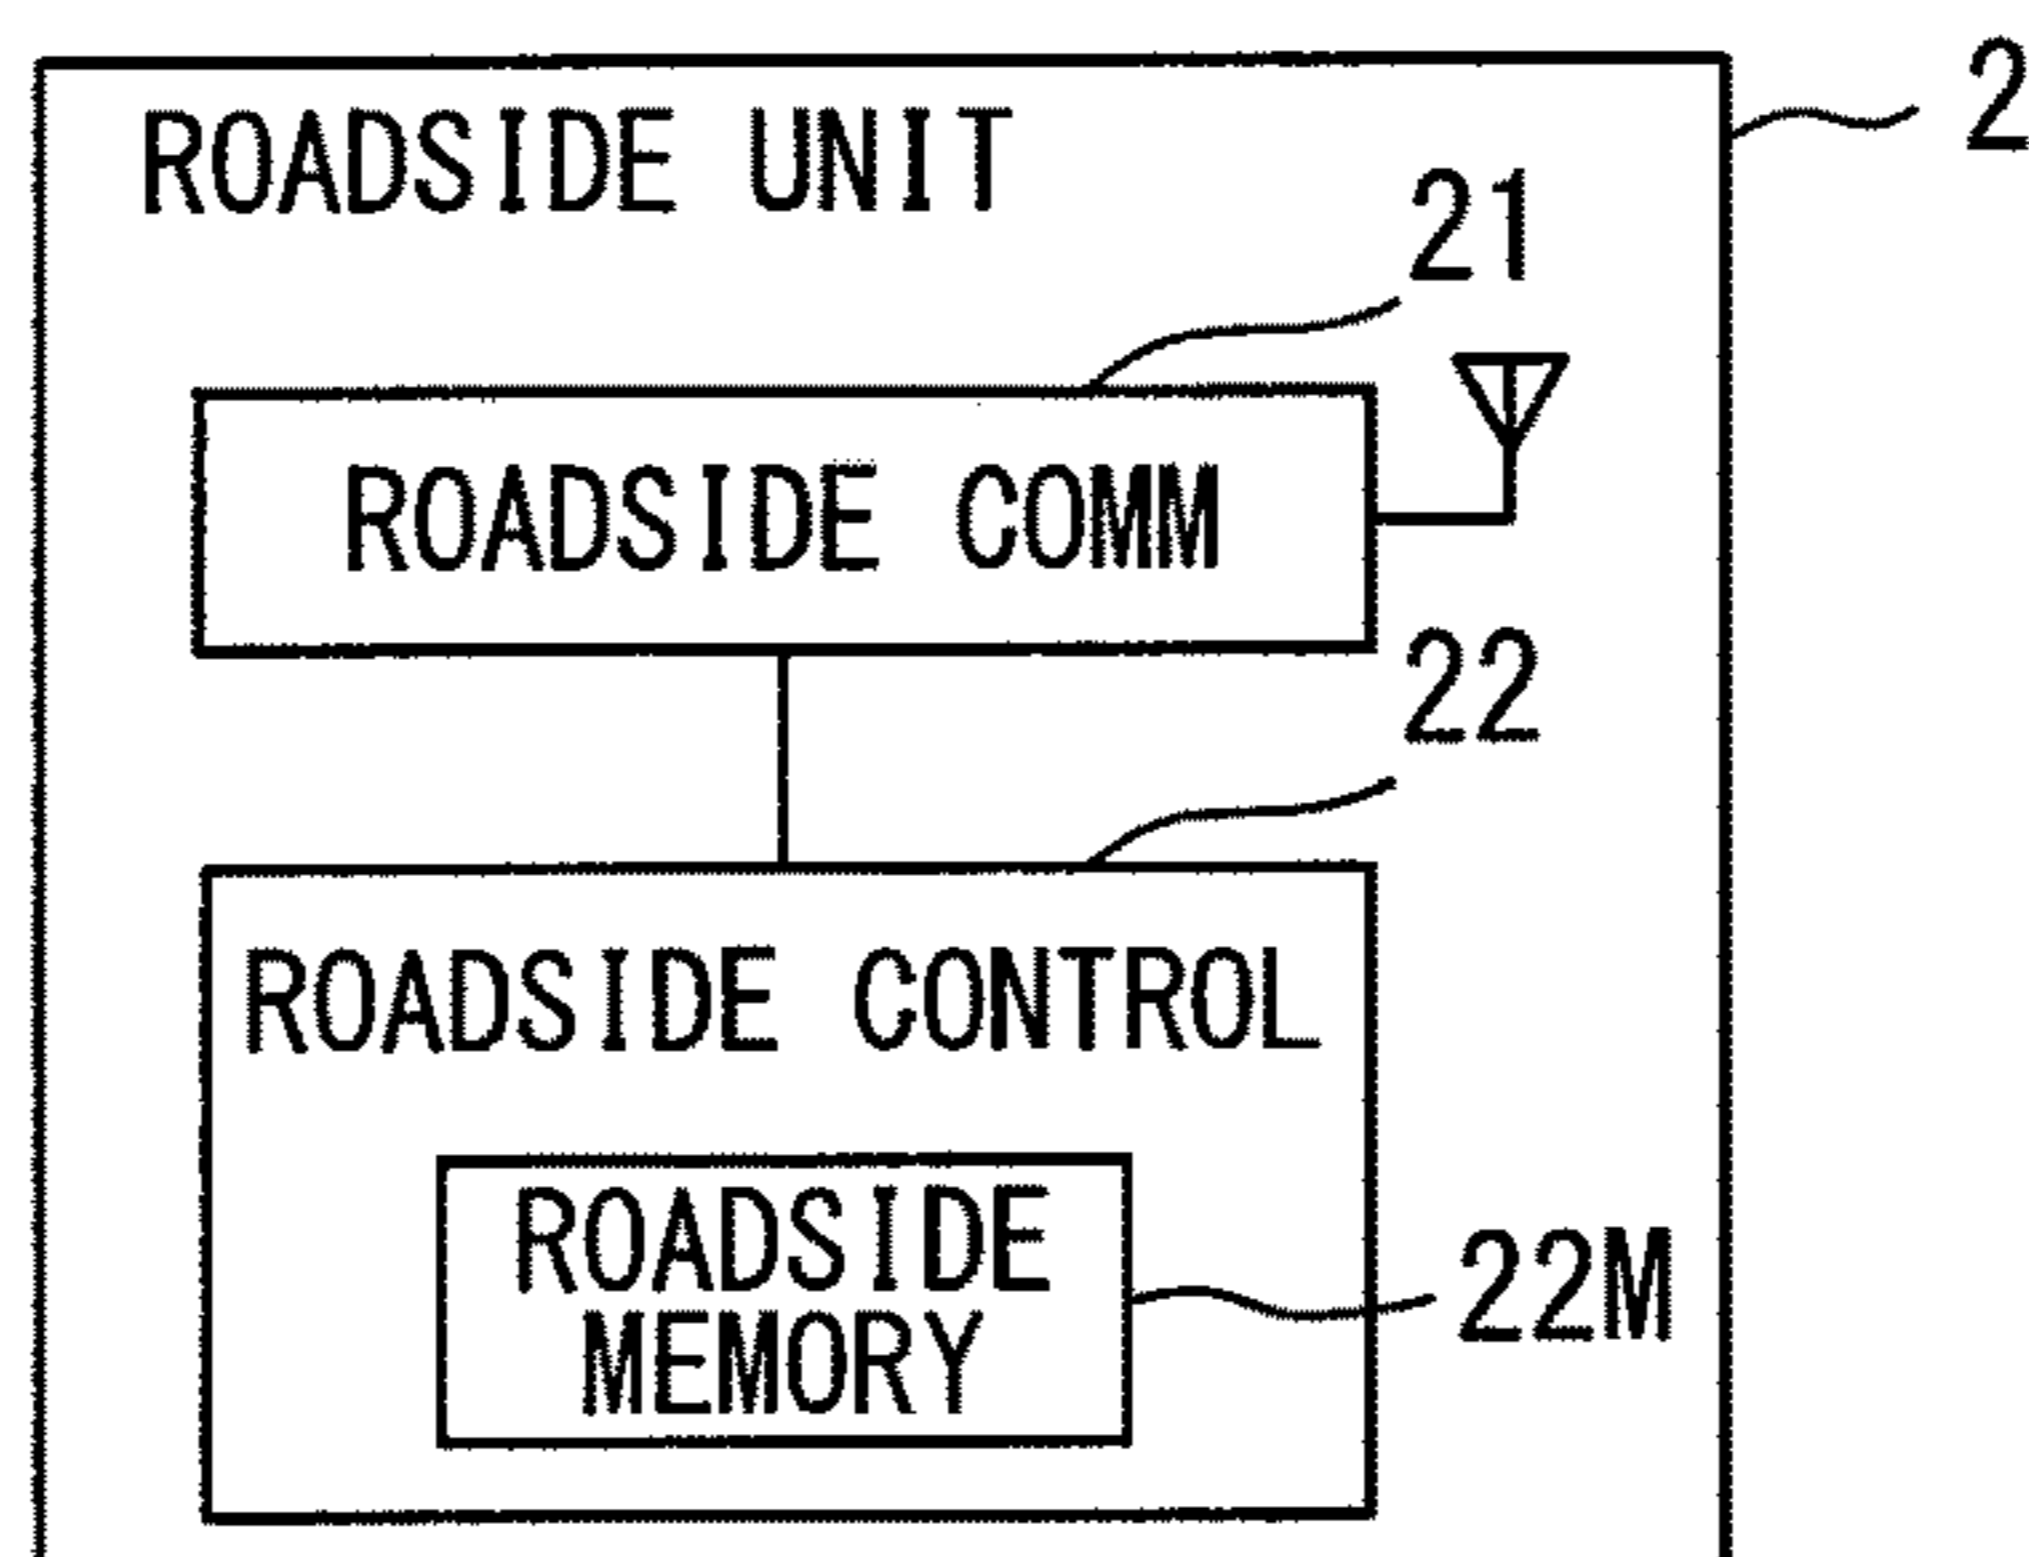 2
ROADSIDE UNIT
21
ROADSIDE COMM
22
ROADSIDE CONTROL
ROADSIDE
MEMORY
22M